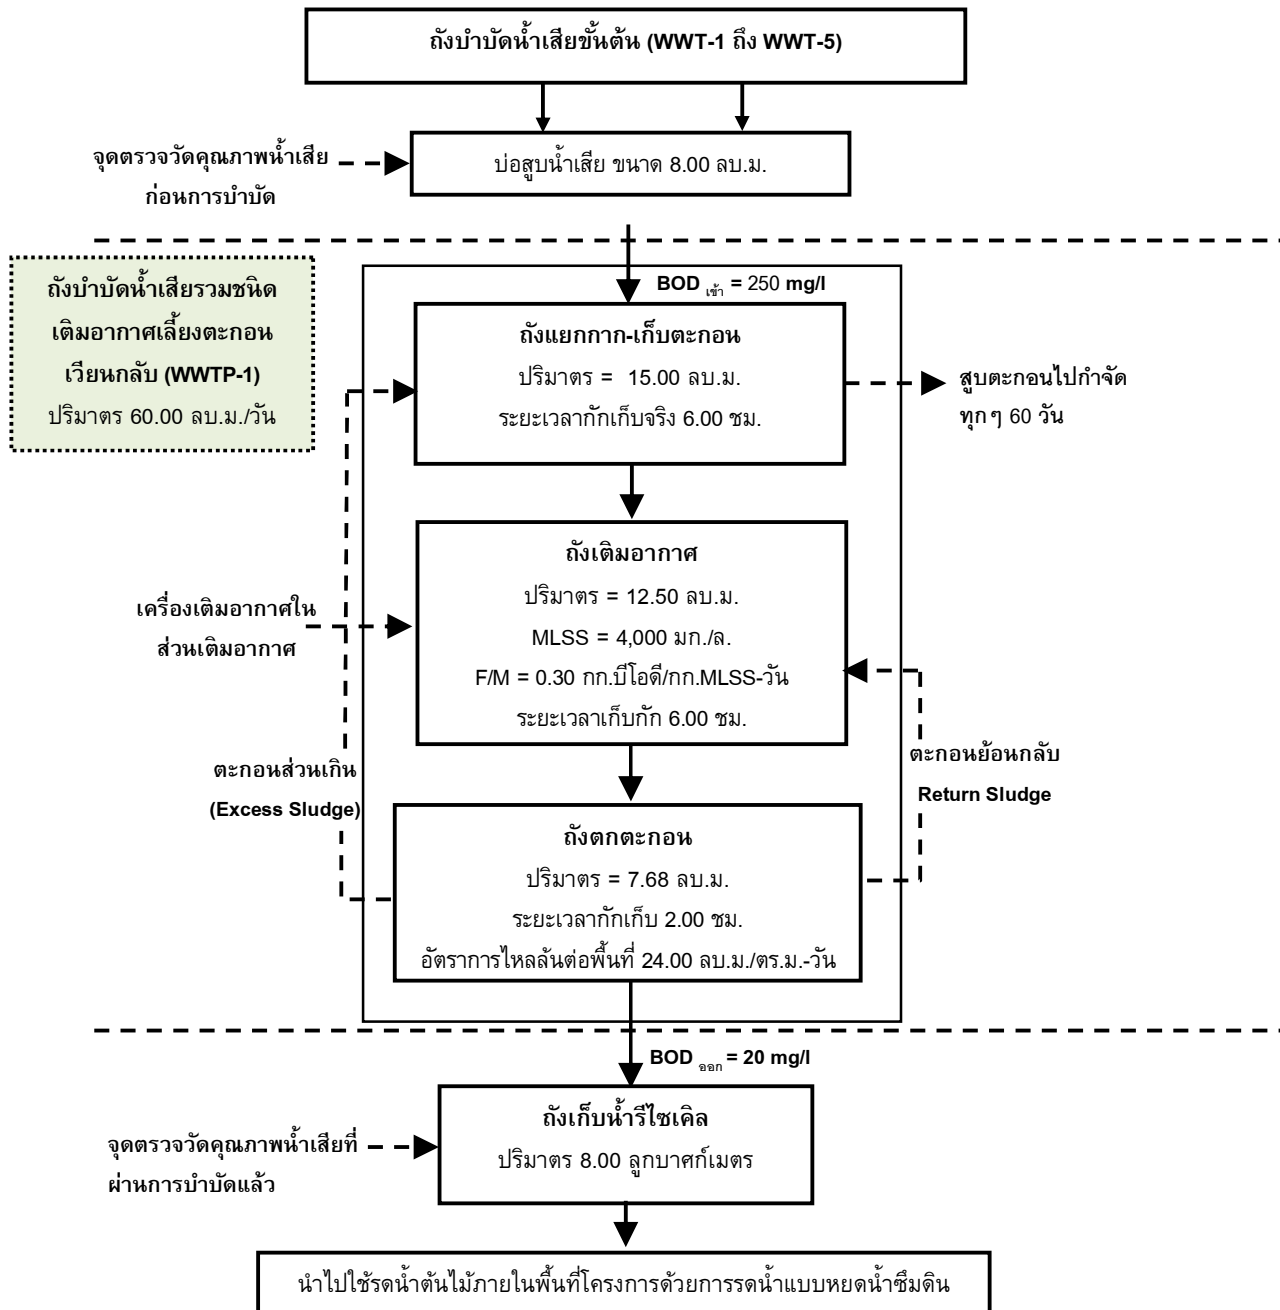 ถังบำบัดน้ำเสียขั้นต้น (WWT-1 ถึง WWT-5)
จุดตรวจวัดคุณภาพน้ำเสีย
ก่อนการบำบัด
บ่อสูบน้ำเสีย ขนาด 8.00 ลบ.ม.
ถังบำบัดน้ำเสียรวมชนิด
เติมอากาศเลี้ยงตะกอน
เวียนกลับ (WWTP-1)
ปริมาตร 60.00 ลบ.ม./วัน
BOD เข้า = 250 mg/l
ถังแยกกาก-เก็บตะกอน
ปริมาตร = 15.00 ลบ.ม.
ระยะเวลากักเก็บจริง 6.00 ชม.
สูบตะกอนไปกำจัด
ทุกๆ 60 วัน
ถังเติมอากาศ
ปริมาตร = 12.50 ลบ.ม.
MLSS = 4,000 มก./ล.
F/M = 0.30 กก.บีโอดี/กก.MLSS-วัน
ระยะเวลาเก็บกัก 6.00 ชม.
เครื่องเติมอากาศใน
ส่วนเติมอากาศ
ตะกอนส่วนเกิน
(Excess Sludge)
ตะกอนย้อนกลับ
Return Sludge
ถังตกตะกอน
ปริมาตร = 7.68 ลบ.ม.
ระยะเวลากักเก็บ 2.00 ชม.
อัตราการไหลล้นต่อพื้นที่ 24.00 ลบ.ม./ตร.ม.-วัน
BOD ออก = 20 mg/l
ถังเก็บน้ำรีไซเคิล
ปริมาตร 8.00 ลูกบาศก์เมตร
จุดตรวจวัดคุณภาพน้ำเสียที่
ผ่านการบำบัดแล้ว
นำไปใช้รดน้ำต้นไม้ภายในพื้นที่โครงการด้วยการรดน้ำแบบหยดน้ำซึมดิน